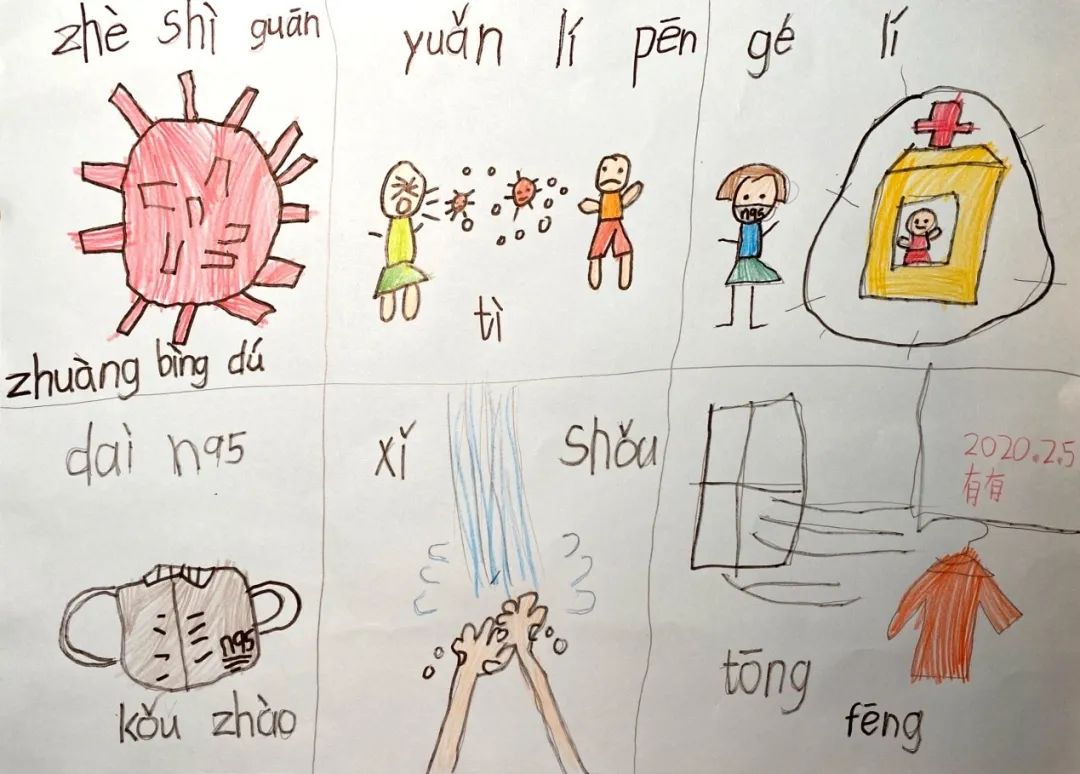 zhè shì guān
zhuàng bìng dú
yuǎn lí pēn
tì
n95
gé lí
daì n95
n95
kǒu zhào
xǐ shǒu
2020.2.5
有有
tōng
fēng